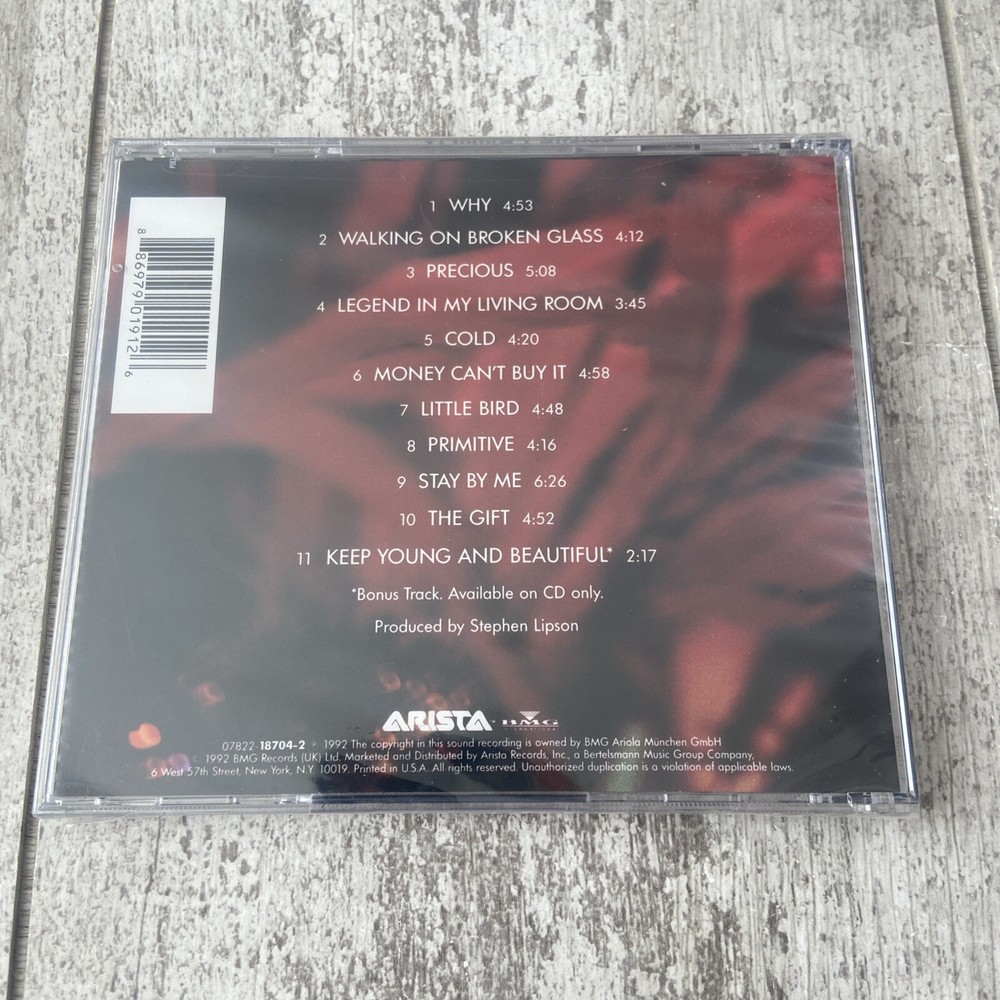 8 86979 01912 6
1 WHY 4:53
2 WALKING ON BROKEN GLASS 4:12
3 PRECIOUS 5:08
4 LEGEND IN MY LIVING ROOM 3:45
5 COLD 4:20
6 MONEY CAN'T BUY IT 4:58
7 LITTLE BIRD 4:48
8 PRIMITIVE 4:16
9 STAY BY ME 6:26
10 THE GIFT 4:52
11 KEEP YOUNG AND BEAUTIFUL* 2:17
*Bonus Track. Available on CD only.
Produced by Stephen Lipson
ARISTA BMG
07822-18704-2 1992 The copyright in this sound recording is owned by BMG Ariola München GmbH
1992 BMG Records (UK) Ltd. Marketed and Distributed by Arista Records, Inc., a Bertelsmann Music Group Company,
6 West 57th Street, New York, N.Y. 10019. Printed in U.S.A. All rights reserved. Unauthorized duplication is a violation of applicable laws.